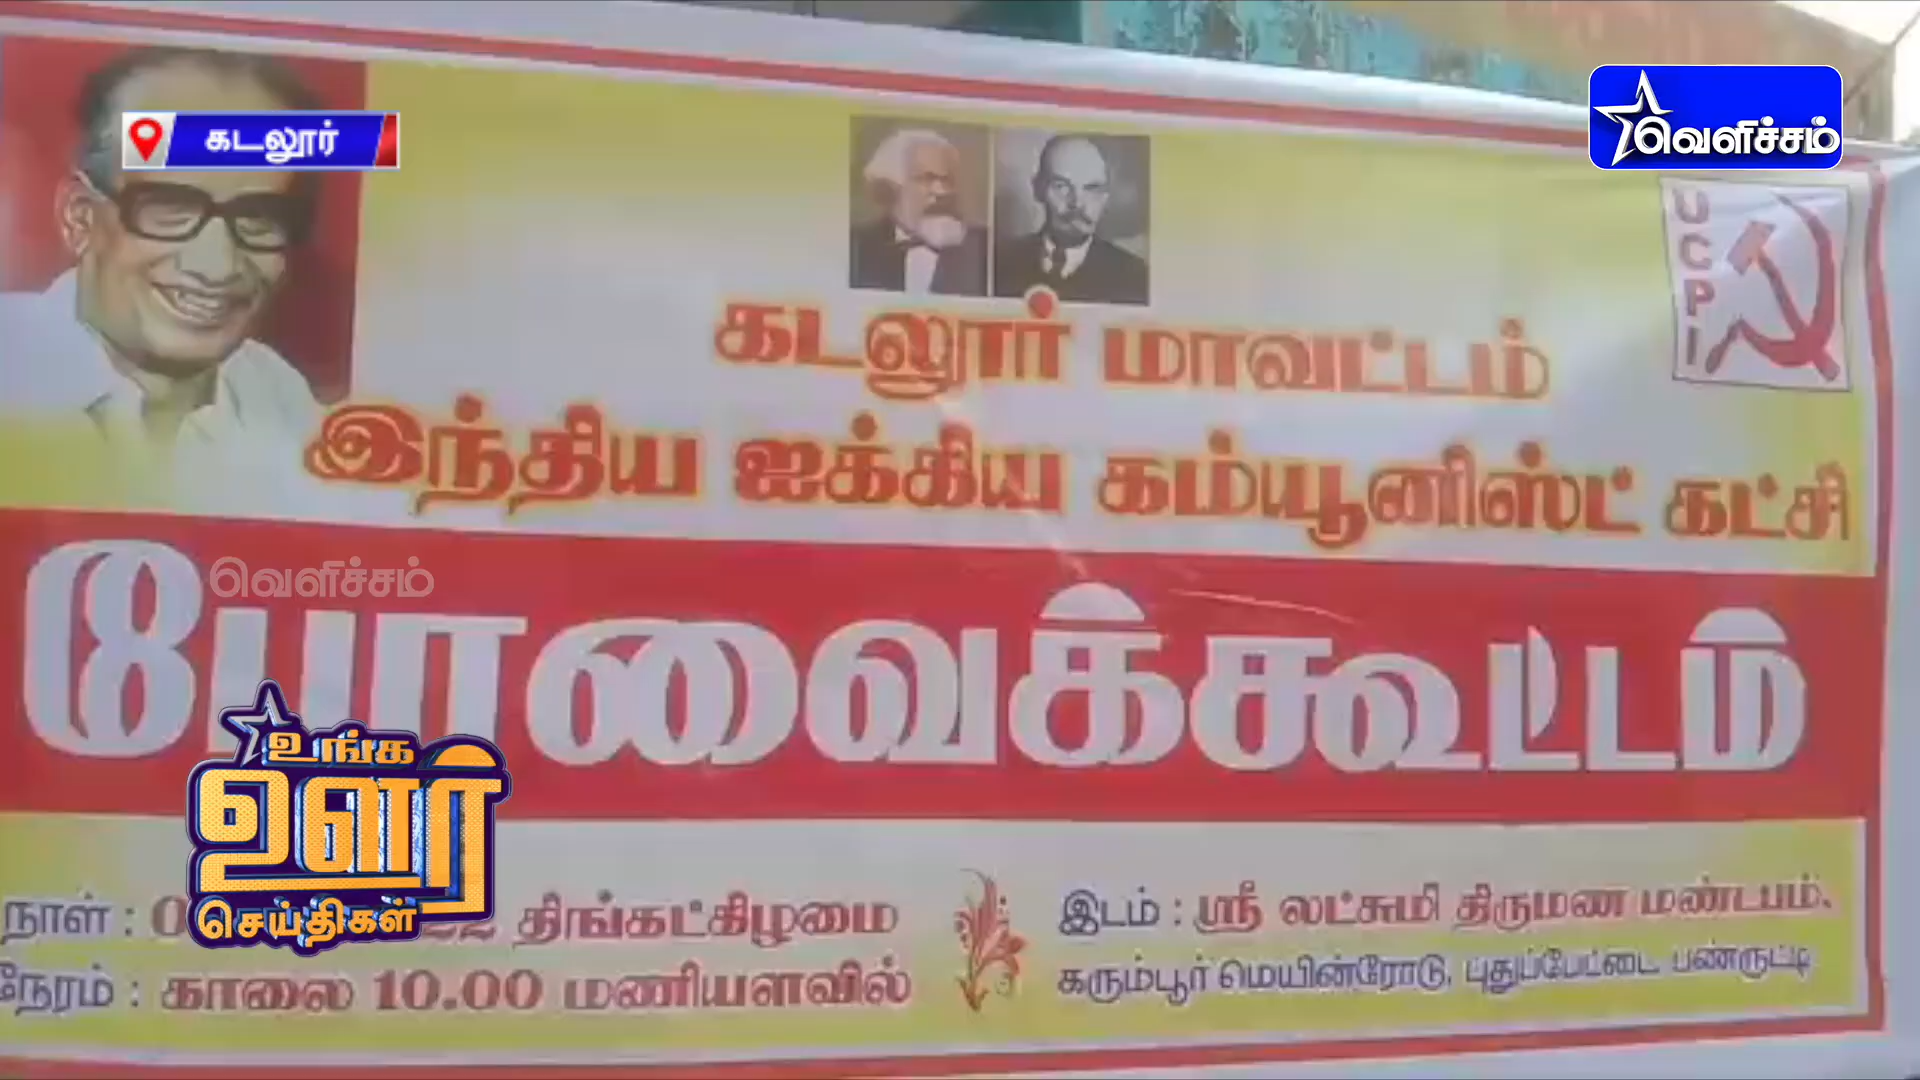 கடலூர்
வெளிச்சம்
UCPI
கடலூர் மாவட்டம்
இந்திய ஐக்கிய கம்யூனிஸ்ட் கட்சி
வெளிச்சம்
பேரவைக்கூட்டம்
உங்க
ஊர்
செய்திகள்
நாள் : திங்கட்கிழமை
நேரம் : காலை 10.00 மணியளவில்
இடம் : ஸ்ரீ லட்சுமி திருமண மண்டபம்.
கரும்பூர் மெயின்ரோடு, புதுப்பேட்டை பண்ருட்டி